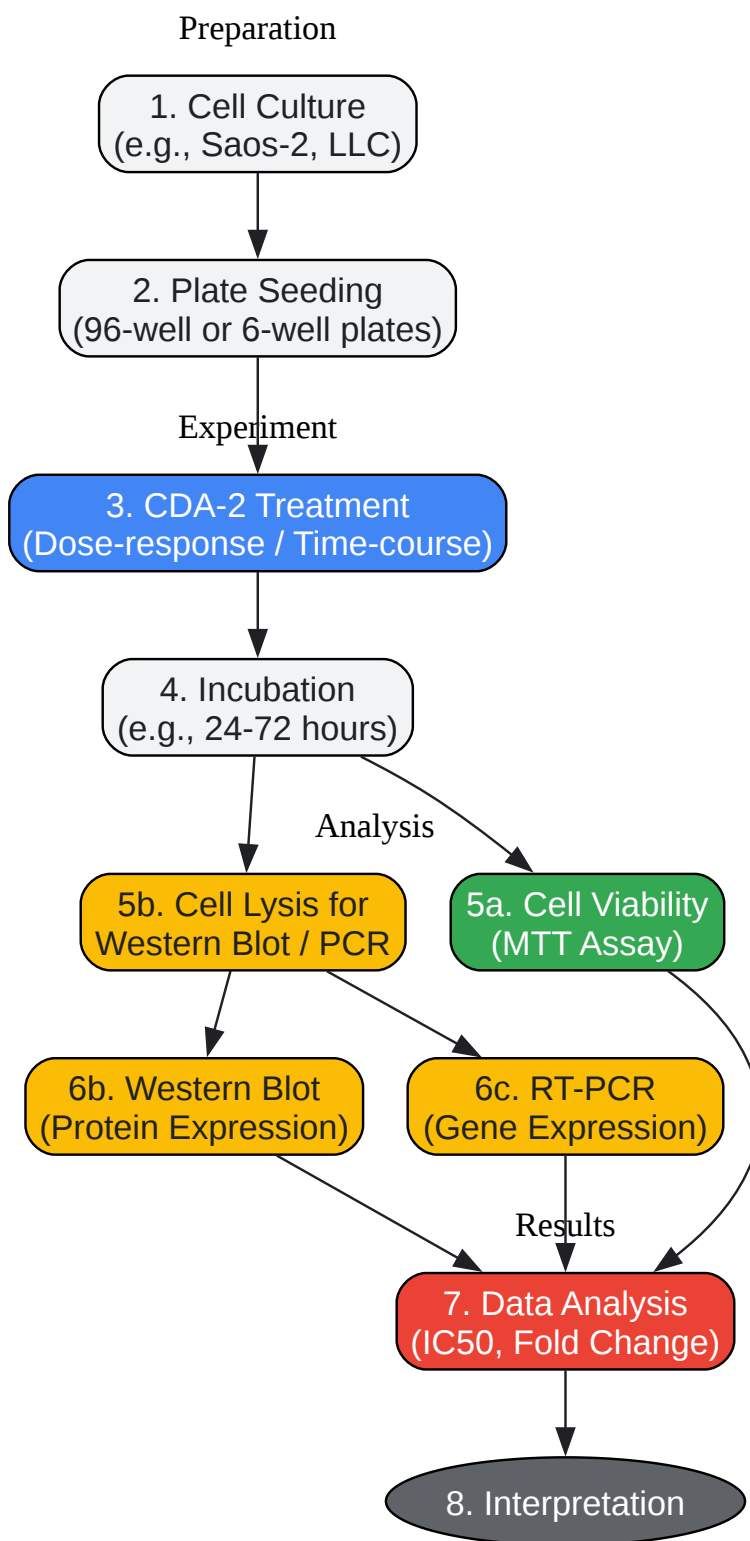 Preparation
1. Cell Culture
(e.g., Saos-2, LLC)
2. Plate Seeding
(96-well or 6-well plates)
Experiment
3. CDA-2 Treatment
(Dose-response / Time-course)
4. Incubation
(e.g., 24-72 hours)
Analysis
5b. Cell Lysis for
Western Blot / PCR
5a. Cell Viability
(MTT Assay)
6b. Western Blot
(Protein Expression)
6c. RT-PCR
(Gene Expression)
Results
7. Data Analysis
(IC50, Fold Change)
8. Interpretation